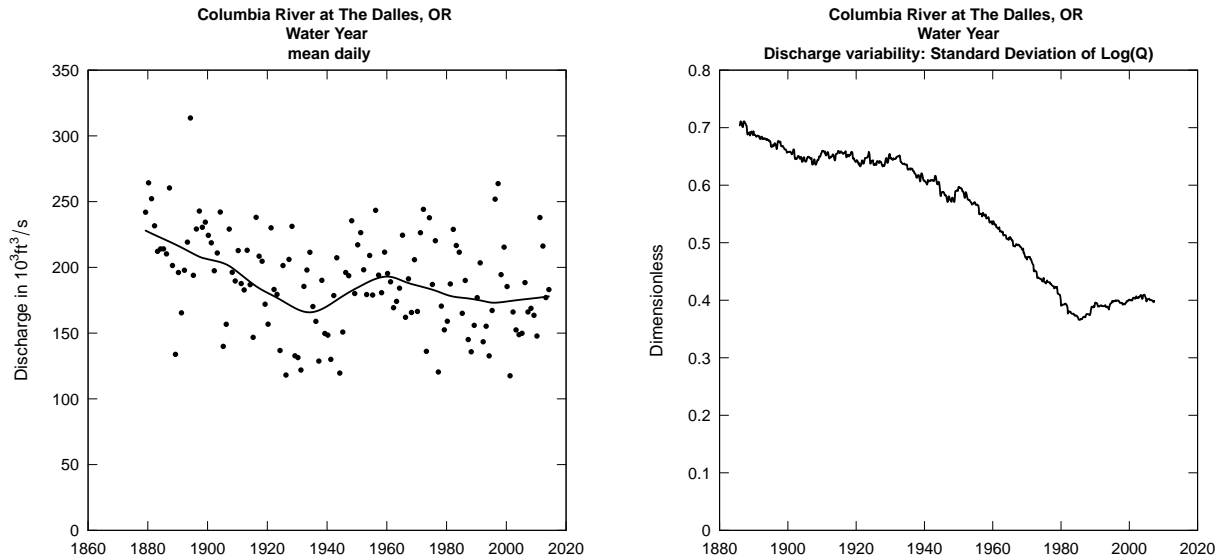 Columbia River at The Dalles, OR
Water Year
mean daily
350
300
250
200
150
100
50
0
Discharge in 10³ft³/s
1860 1880 1900 1920 1940 1960 1980 2000 2020
Columbia River at The Dalles, OR
Water Year
Discharge variability: Standard Deviation of Log(Q)
0.8
0.7
0.6
0.5
0.4
0.3
0.2
0.1
0
Dimensionless
1880 1900 1920 1940 1960 1980 2000 2020